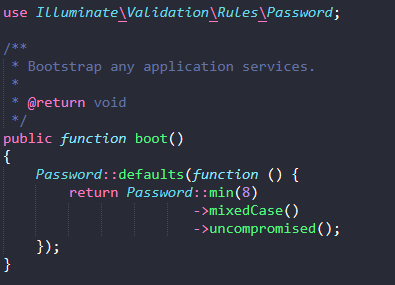 use Illuminate\Validation\Rules\Password;
/**
 * Bootstrap any application services.
 *
 * @return void
 */
public function boot()
{
    Password::defaults(function () {
        return Password::min(8)
                       ->mixedCase()
                       ->uncompromised();
    });
}